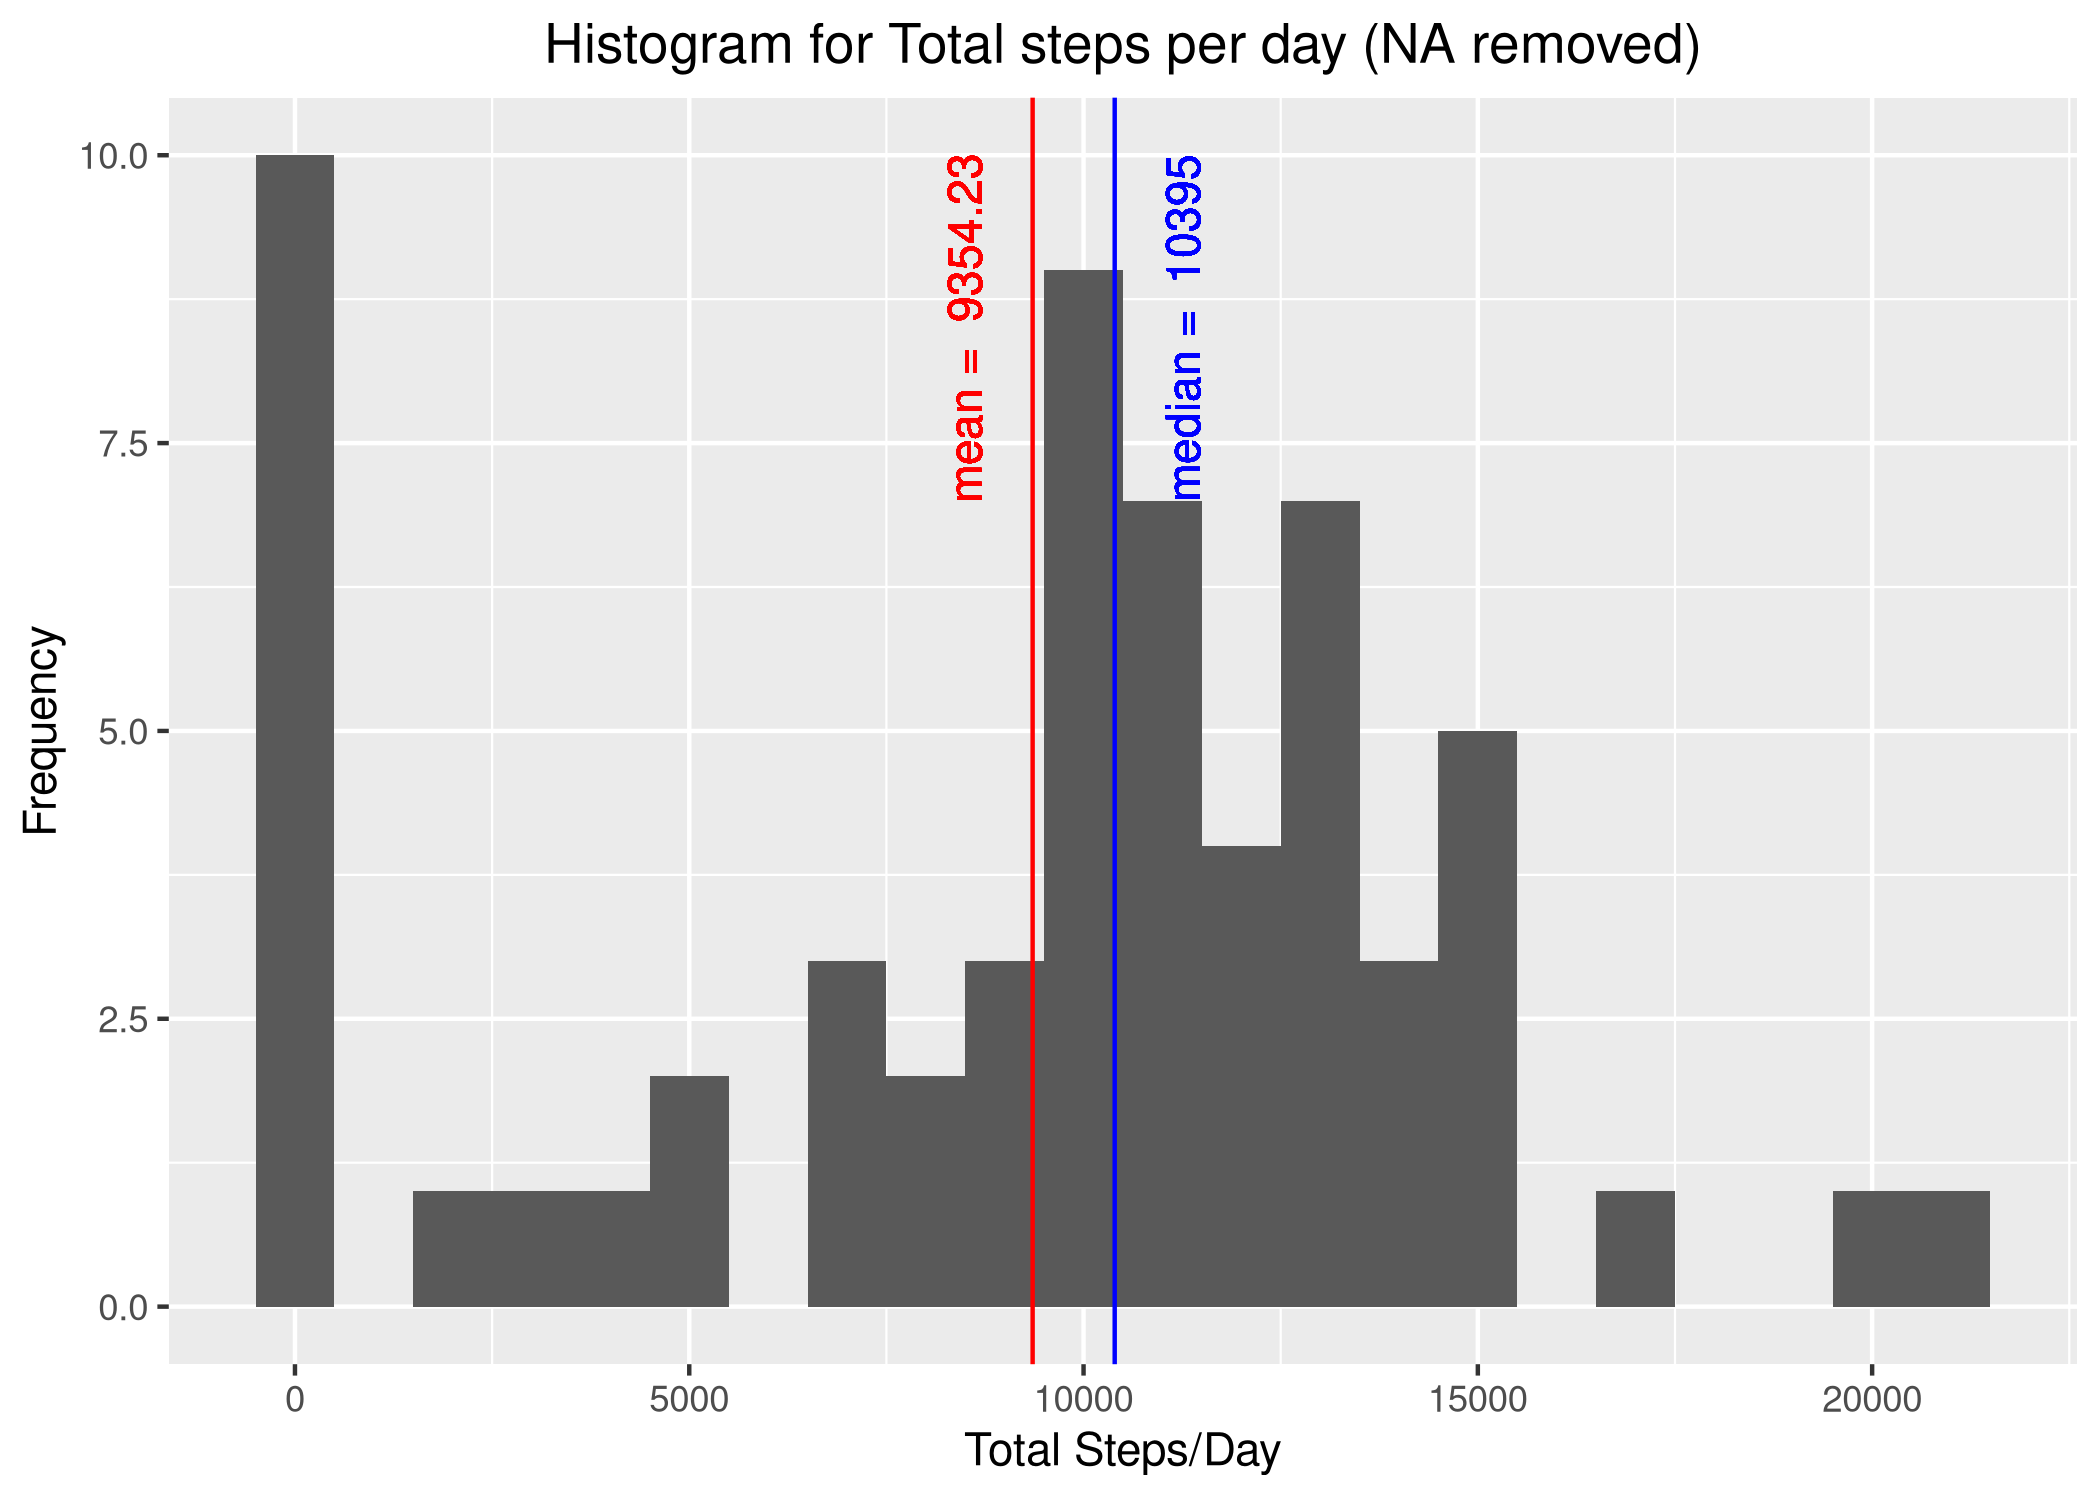 Histogram for Total steps per day (NA removed)
10.0
7.5
5.0
2.5
0.0
Frequency
mean = 9354.23
median = 10395
0
5000
10000
15000
20000
Total Steps/Day